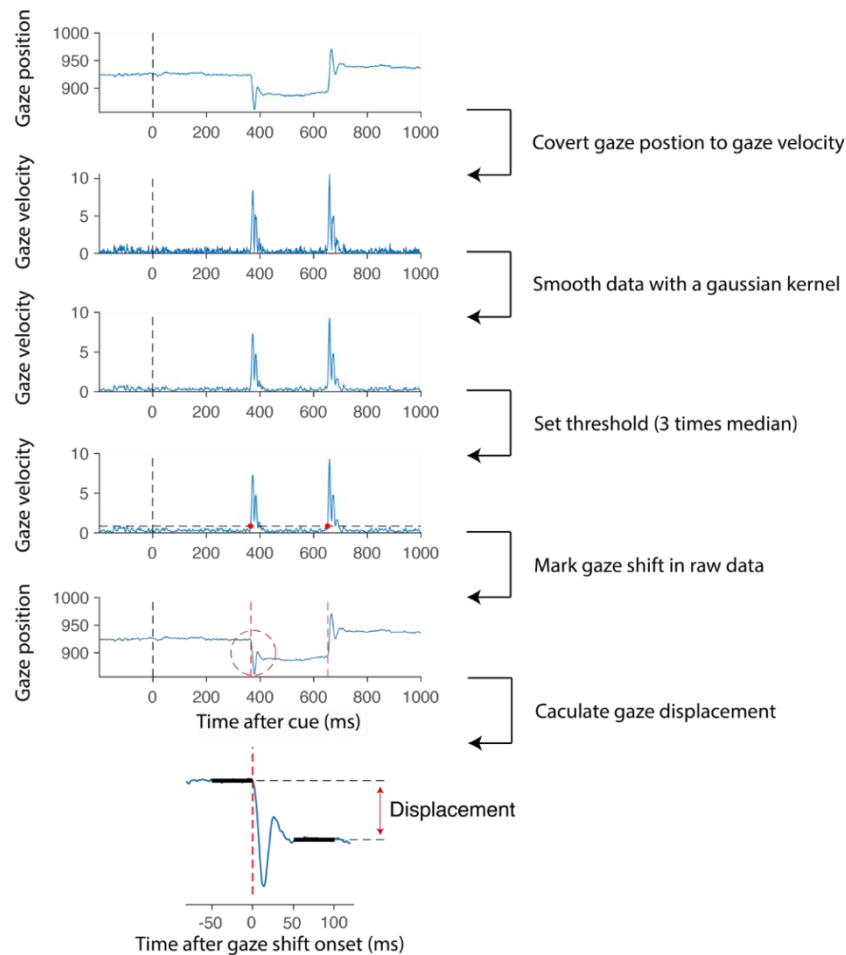 Gaze position
1000
950
900
0 200 400 600 800 1000
Covert gaze postion to gaze velocity
Gaze velocity
10
5
0
0 200 400 600 800 1000
Smooth data with a gaussian kernel
Gaze velocity
10
5
0
0 200 400 600 800 1000
Set threshold (3 times median)
Gaze velocity
10
5
0
0 200 400 600 800 1000
Mark gaze shift in raw data
Gaze position
1000
950
900
0 200 400 600 800 1000
Time after cue (ms)
Caculate gaze displacement
Displacement
-50 0 50 100
Time after gaze shift onset (ms)